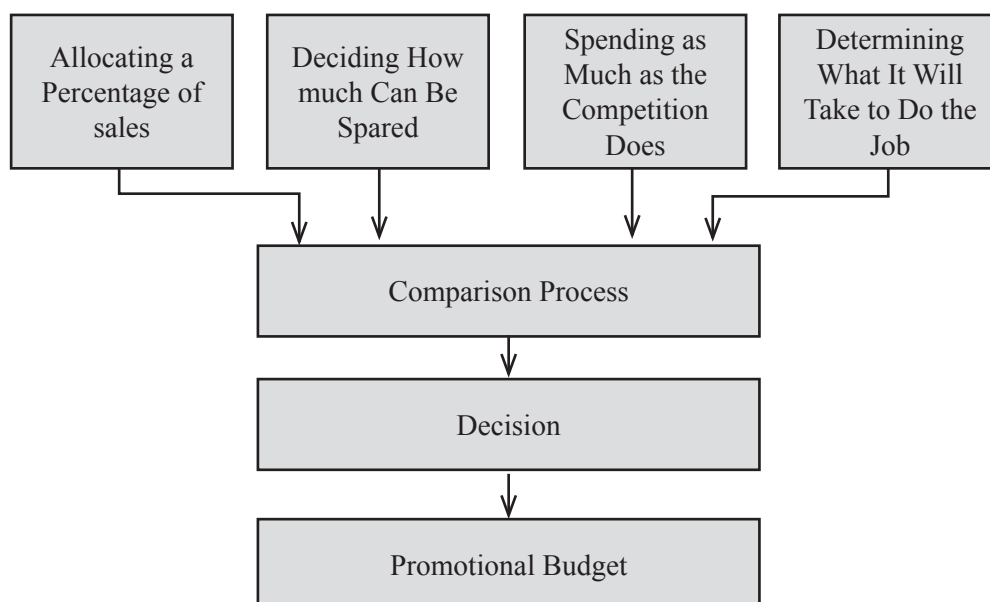 Allocating a
Percentage of
sales
Deciding How
much Can Be
Spared
Spending as
Much as the
Competition
Does
Determining
What It Will
Take to Do the
Job
Comparison Process
Decision
Promotional Budget